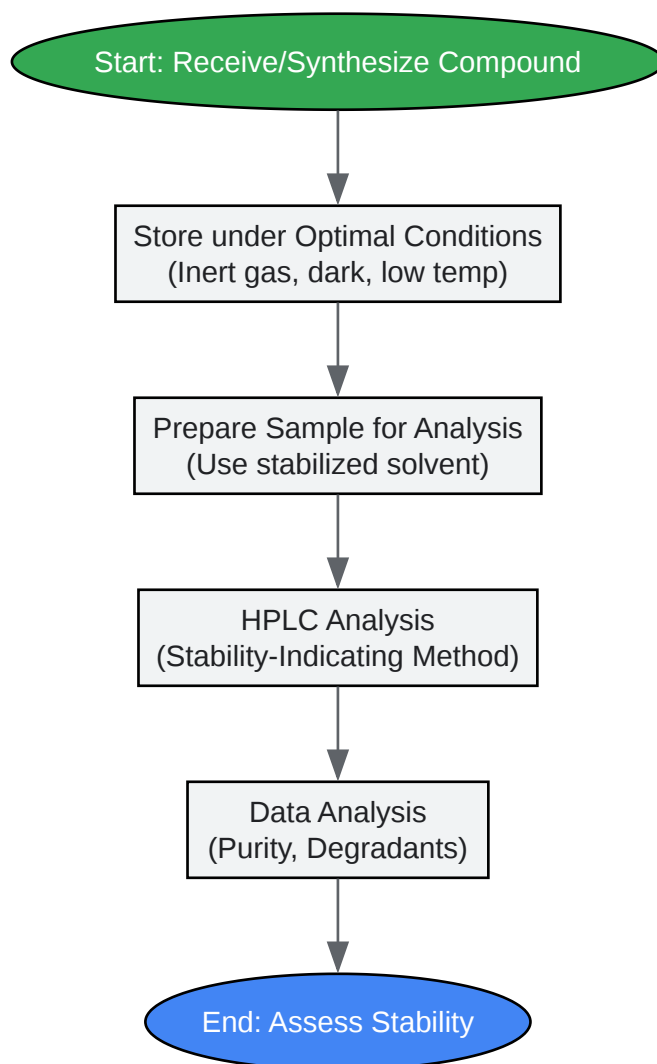 Start: Receive/Synthesize Compound
Store under Optimal Conditions
(Inert gas, dark, low temp)
Prepare Sample for Analysis
(Use stabilized solvent)
HPLC Analysis
(Stability-Indicating Method)
Data Analysis
(Purity, Degradants)
End: Assess Stability